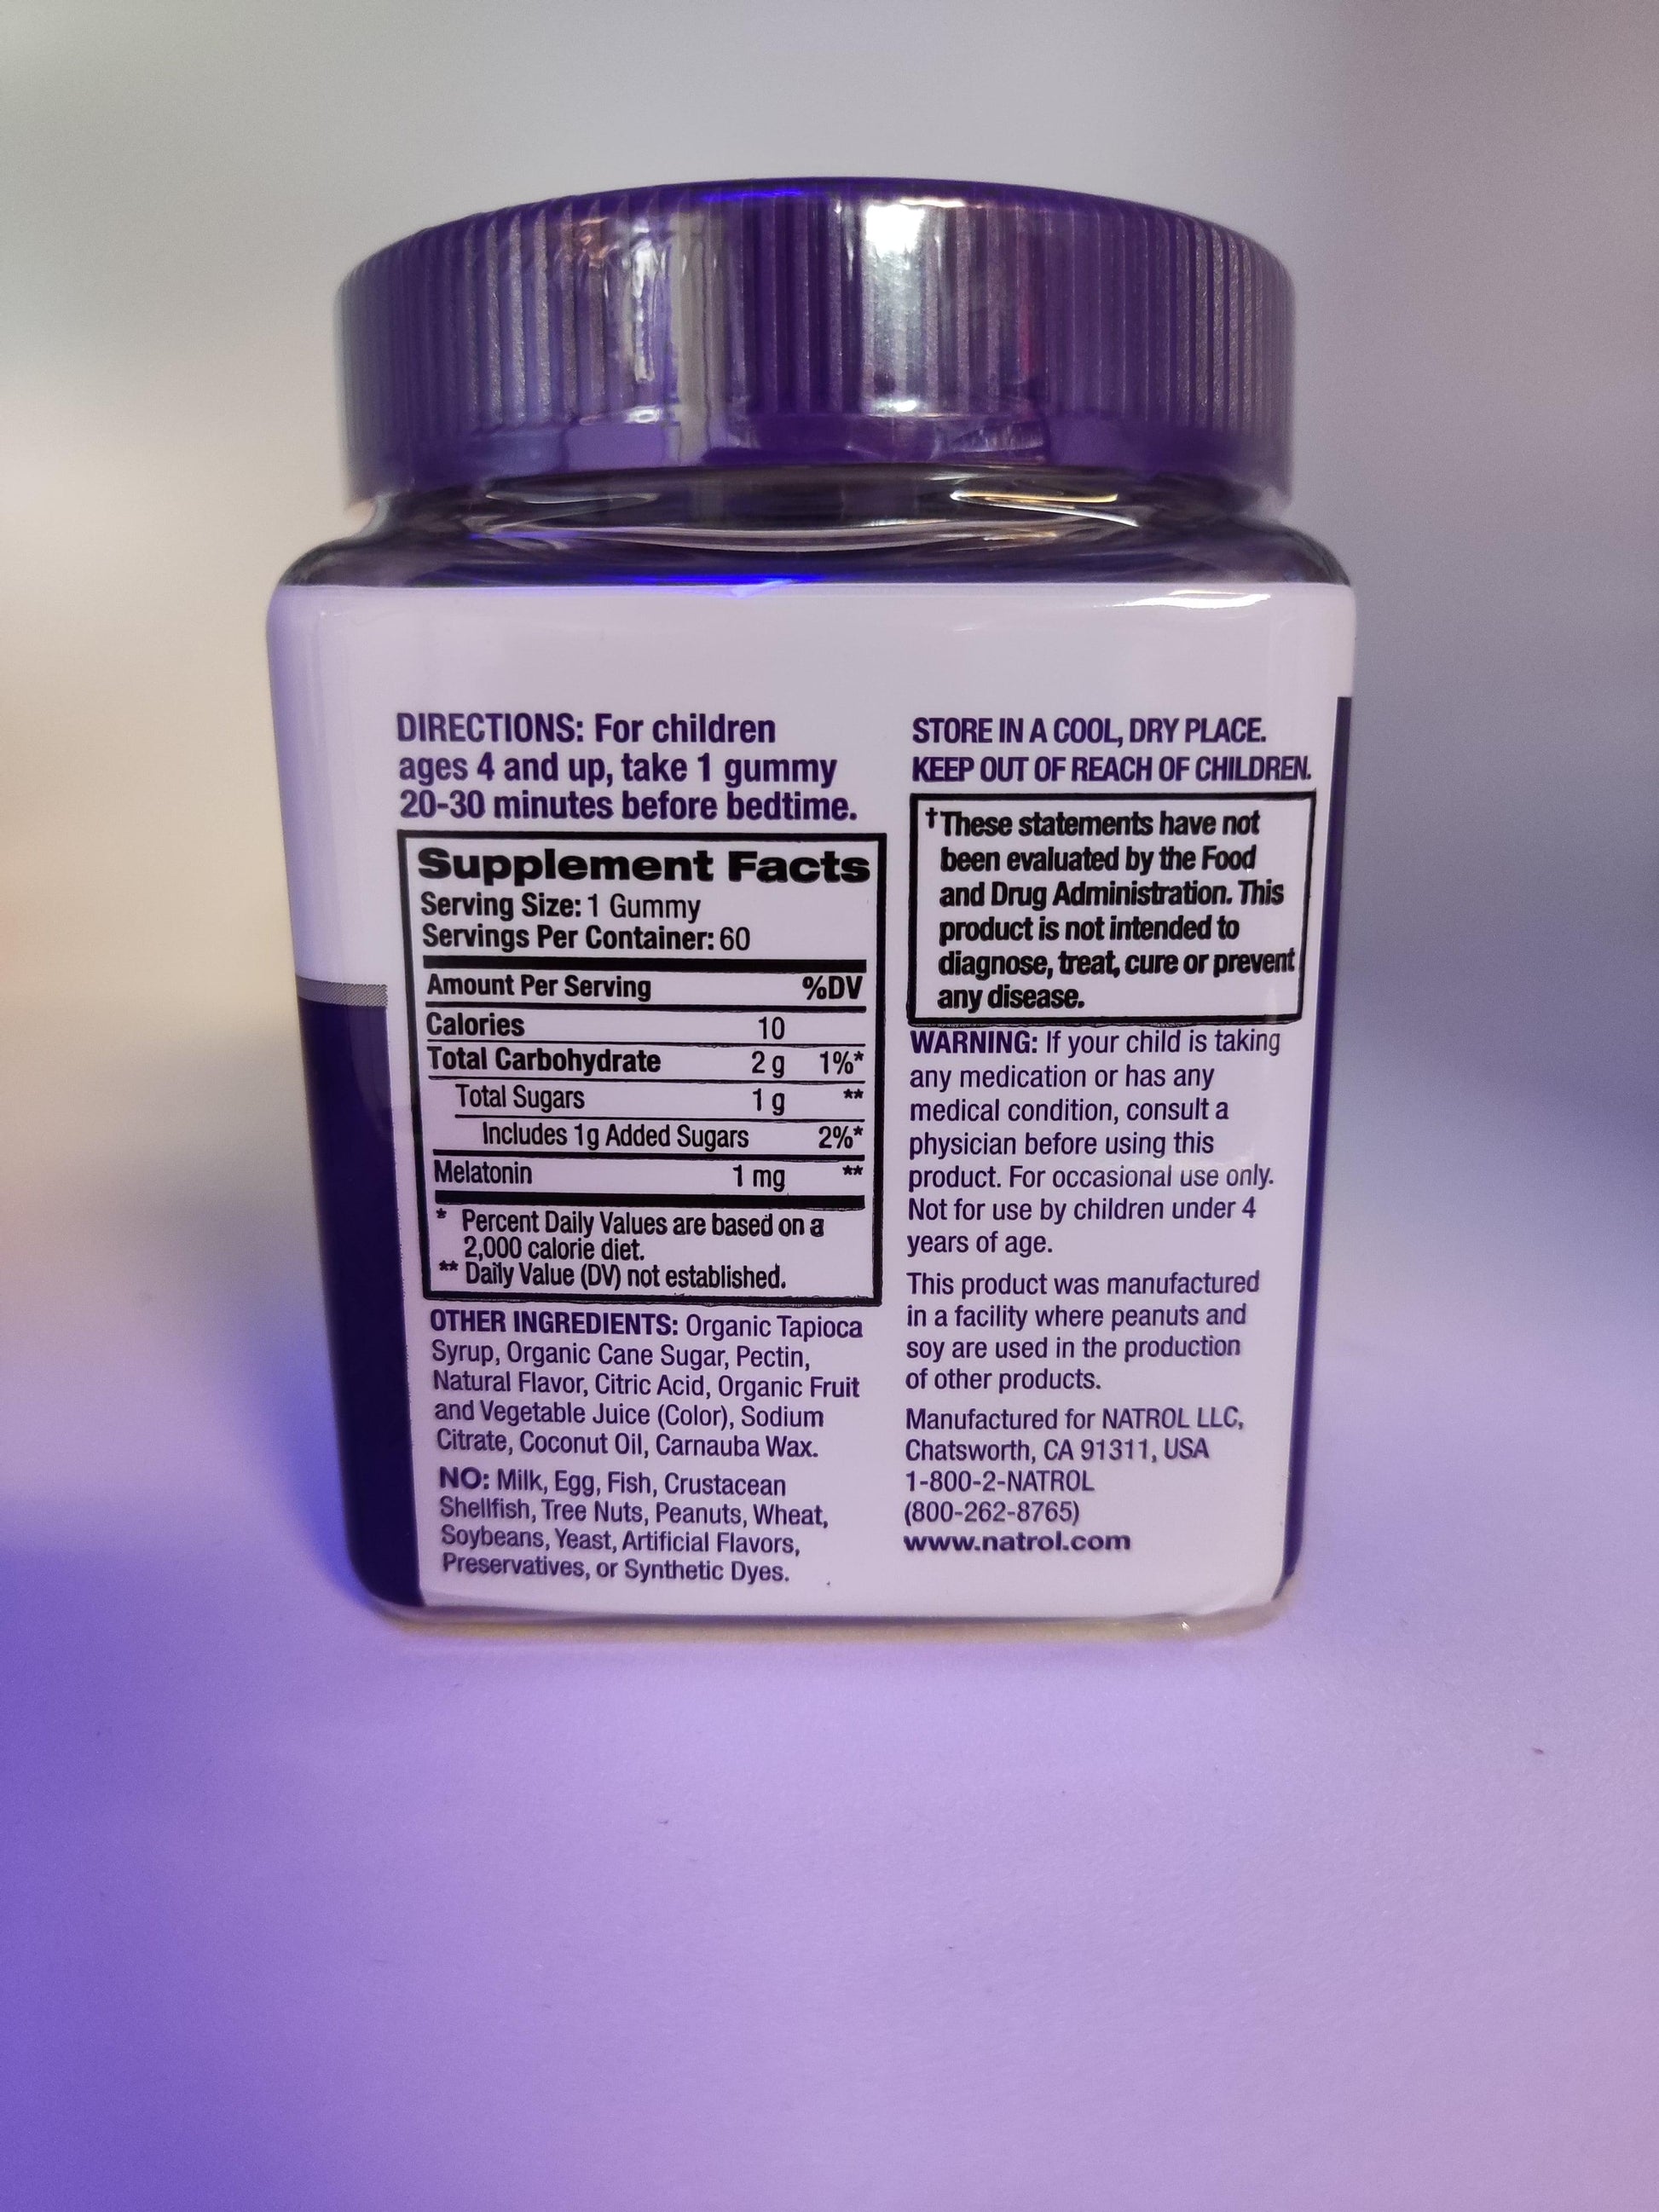 DIRECTIONS: For children
ages 4 and up, take 1 gummy
20-30 minutes before bedtime.
Supplement Facts
Serving Size: 1 Gummy
Servings Per Container: 60
Amount Per Serving %DV
Calories 10
Total Carbohydrate 2 g 1%*
Total Sugars 1 g **
Includes 1g Added Sugars 2%*
Melatonin 1 mg **
* Percent Daily Values are based on a
2,000 calorie diet.
** Daily Value (DV) not established.
OTHER INGREDIENTS: Organic Tapioca
Syrup, Organic Cane Sugar, Pectin,
Natural Flavor, Citric Acid, Organic Fruit
and Vegetable Juice (Color), Sodium
Citrate, Coconut Oil, Carnauba Wax.
NO: Milk, Egg, Fish, Crustacean
Shellfish, Tree Nuts, Peanuts, Wheat,
Soybeans, Yeast, Artificial Flavors,
Preservatives, or Synthetic Dyes.
STORE IN A COOL, DRY PLACE.
KEEP OUT OF REACH OF CHILDREN.
†These statements have not
been evaluated by the Food
and Drug Administration. This
product is not intended to
diagnose, treat, cure or prevent
any disease.
WARNING: If your child is taking
any medication or has any
medical condition, consult a
physician before using this
product. For occasional use only.
Not for use by children under 4
years of age.
This product was manufactured
in a facility where peanuts and
soy are used in the production
of other products.
Manufactured for NATROL LLC,
Chatsworth, CA 91311, USA
1-800-2-NATROL
(800-262-8765)
www.natrol.com